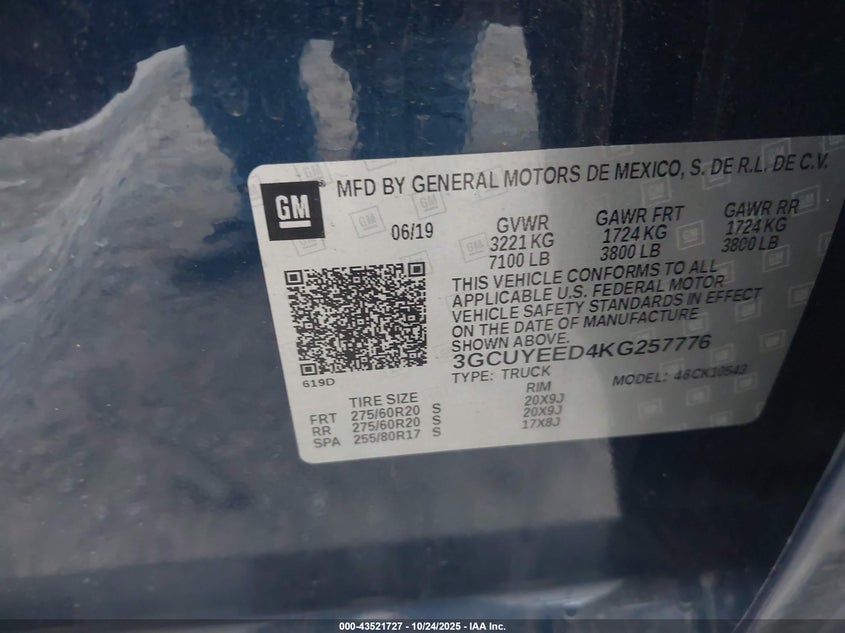 GM
MFD BY GENERAL MOTORS DE MEXICO, S. DE R.L. DE C.V.
06/19
GVWR
3221 KG
7100 LB
GAWR FRT
1724 KG
3800 LB
GAWR RR
1724 KG
3800 LB
THIS VEHICLE CONFORMS TO ALL
APPLICABLE U.S. FEDERAL MOTOR
VEHICLE SAFETY STANDARDS IN EFFECT
ON THE DATE OF MANUFACTURE
SHOWN ABOVE.
3GCUYEED4KG257776
TYPE: TRUCK
MODEL: 46CK10543
619D
TIRE SIZE RIM
FRT 275/60R20 S 20X9J
RR 275/60R20 S 20X9J
SPA 255/80R17 S 17X8J
000-43521727 - 10/24/2025 - IAA Inc.